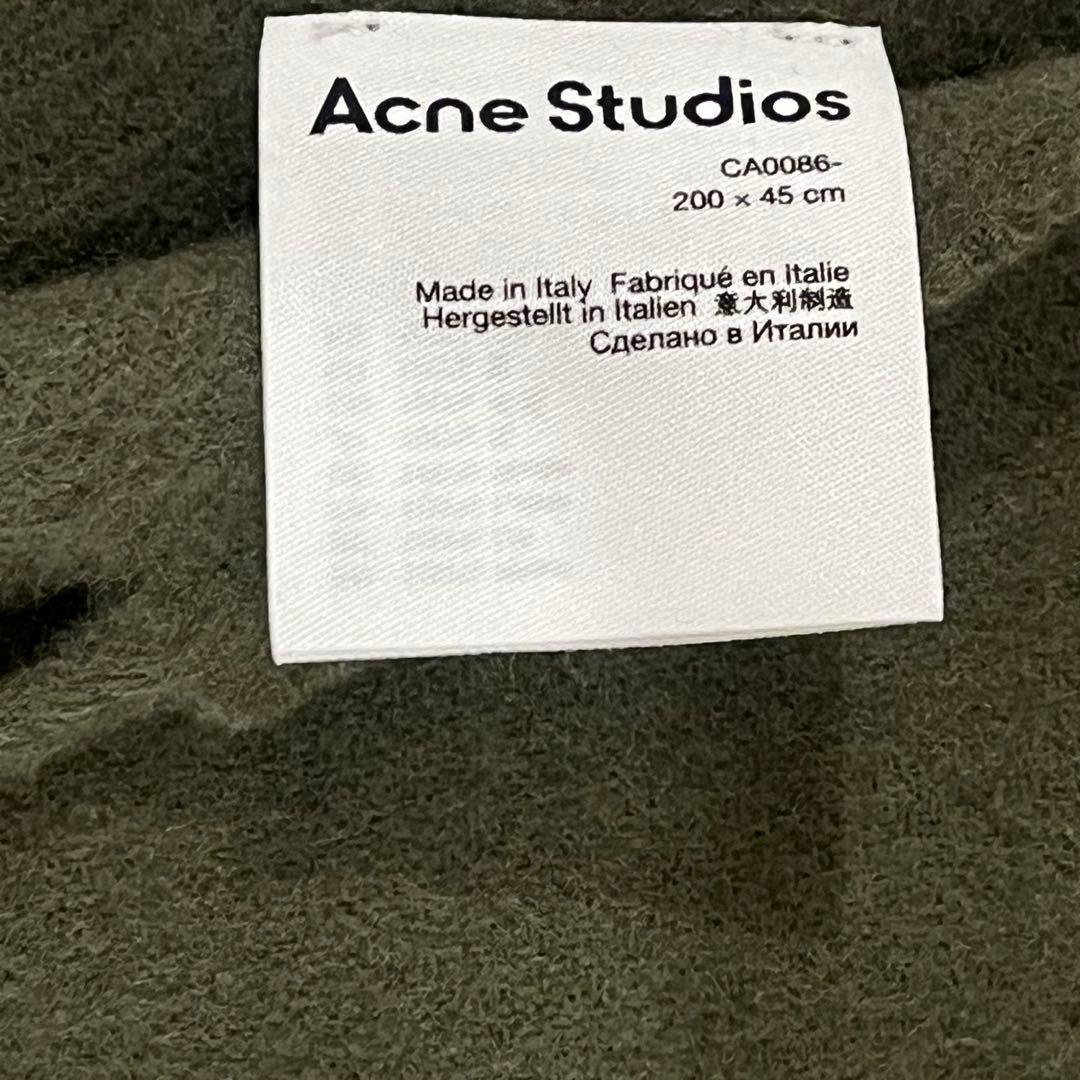 Acne Studios
CA0086-
200 × 45 cm
Made in Italy Fabriqué en Italie
Hergestellt in Italien 意大利制造
Сделано в Италии